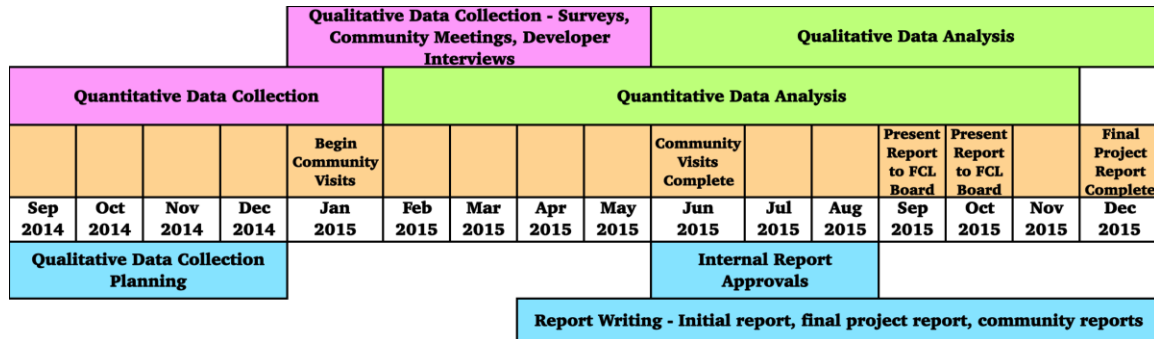 Qualitative Data Collection - Surveys,
Community Meetings, Developer
Interviews
Qualitative Data Analysis
Quantitative Data Collection
Quantitative Data Analysis
Begin
Community
Visits
Community
Visits
Complete
Present
Report
to FCL
Board
Present
Report
to FCL
Board
Final
Project
Report
Complete
Sep
2014
Oct
2014
Nov
2014
Dec
2014
Jan
2015
Feb
2015
Mar
2015
Apr
2015
May
2015
Jun
2015
Jul
2015
Aug
2015
Sep
2015
Oct
2015
Nov
2015
Dec
2015
Qualitative Data Collection
Planning
Internal Report
Approvals
Report Writing - Initial report, final project report, community reports